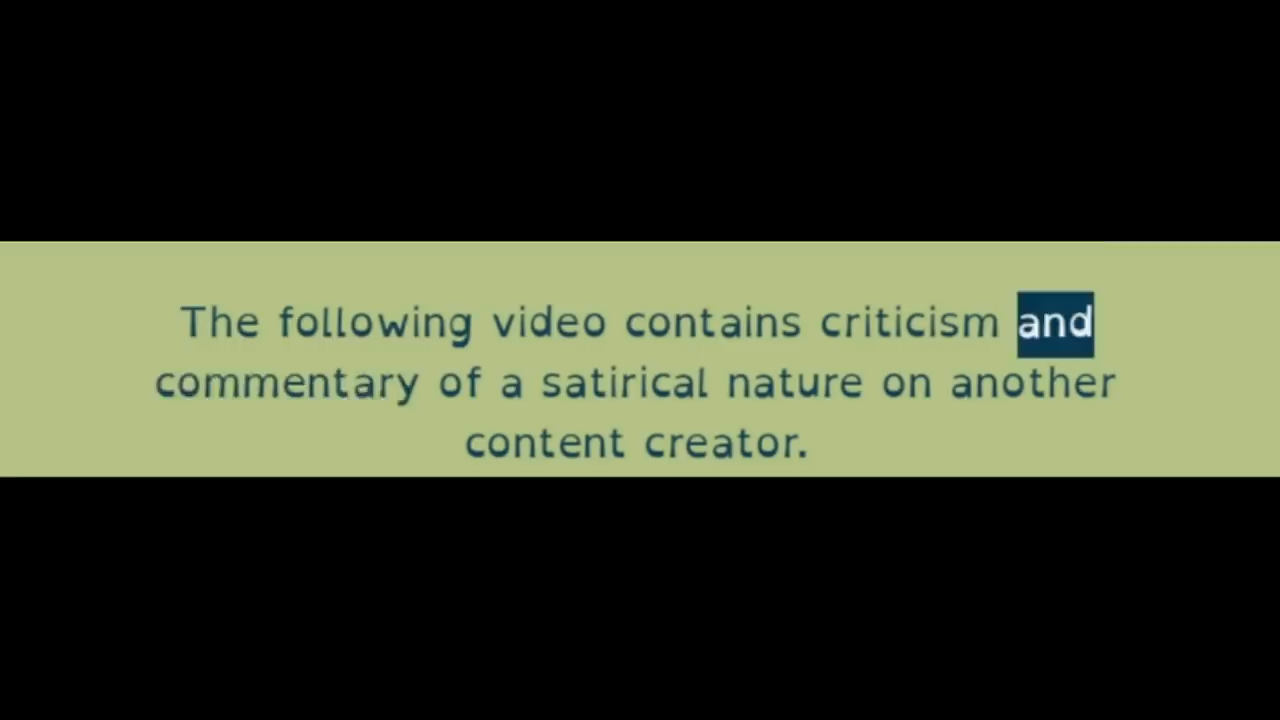 The following video contains criticism and
commentary of a satirical nature on another
content creator.